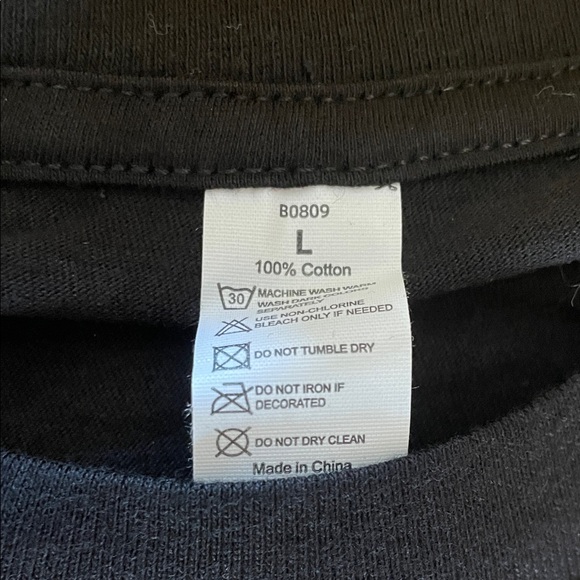 B0809
L
100% Cotton
30
MACHINE WASH WARM
WASH DARK COLORS
SEPARATELY
USE NON-CHLORINE
BLEACH ONLY IF NEEDED
DO NOT TUMBLE DRY
DO NOT IRON IF
DECORATED
DO NOT DRY CLEAN
Made in China